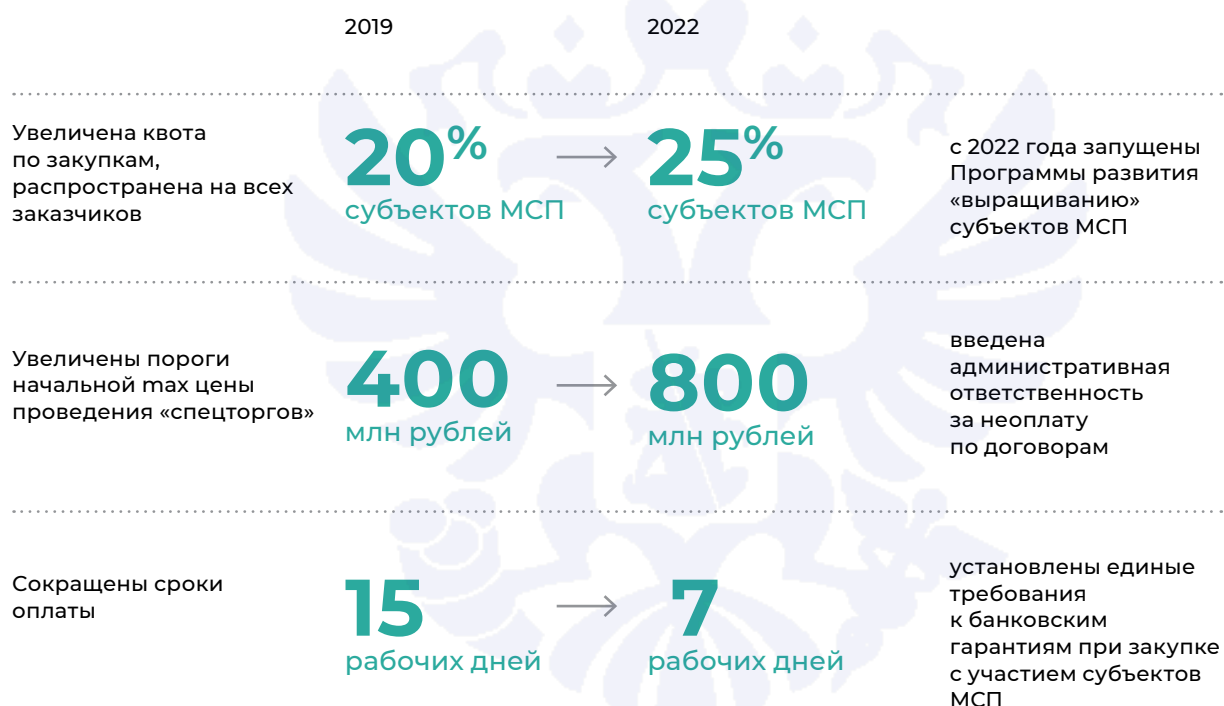 2019
2022
Увеличена квота
по закупкам,
распространена на всех
заказчиков
20%
субъектов МСП
25%
субъектов МСП
с 2022 года запущены
Программы развития
«выращиванию»
субъектов МСП
Увеличены пороги
начальной max цены
проведения «спецторгов»
400
млн рублей
800
млн рублей
введена
административная
ответственность
за неоплату
по договорам
Сокращены сроки
оплаты
15
рабочих дней
7
рабочих дней
установлены единые
требования
к банковским
гарантиям при закупке
с участием субъектов
МСП